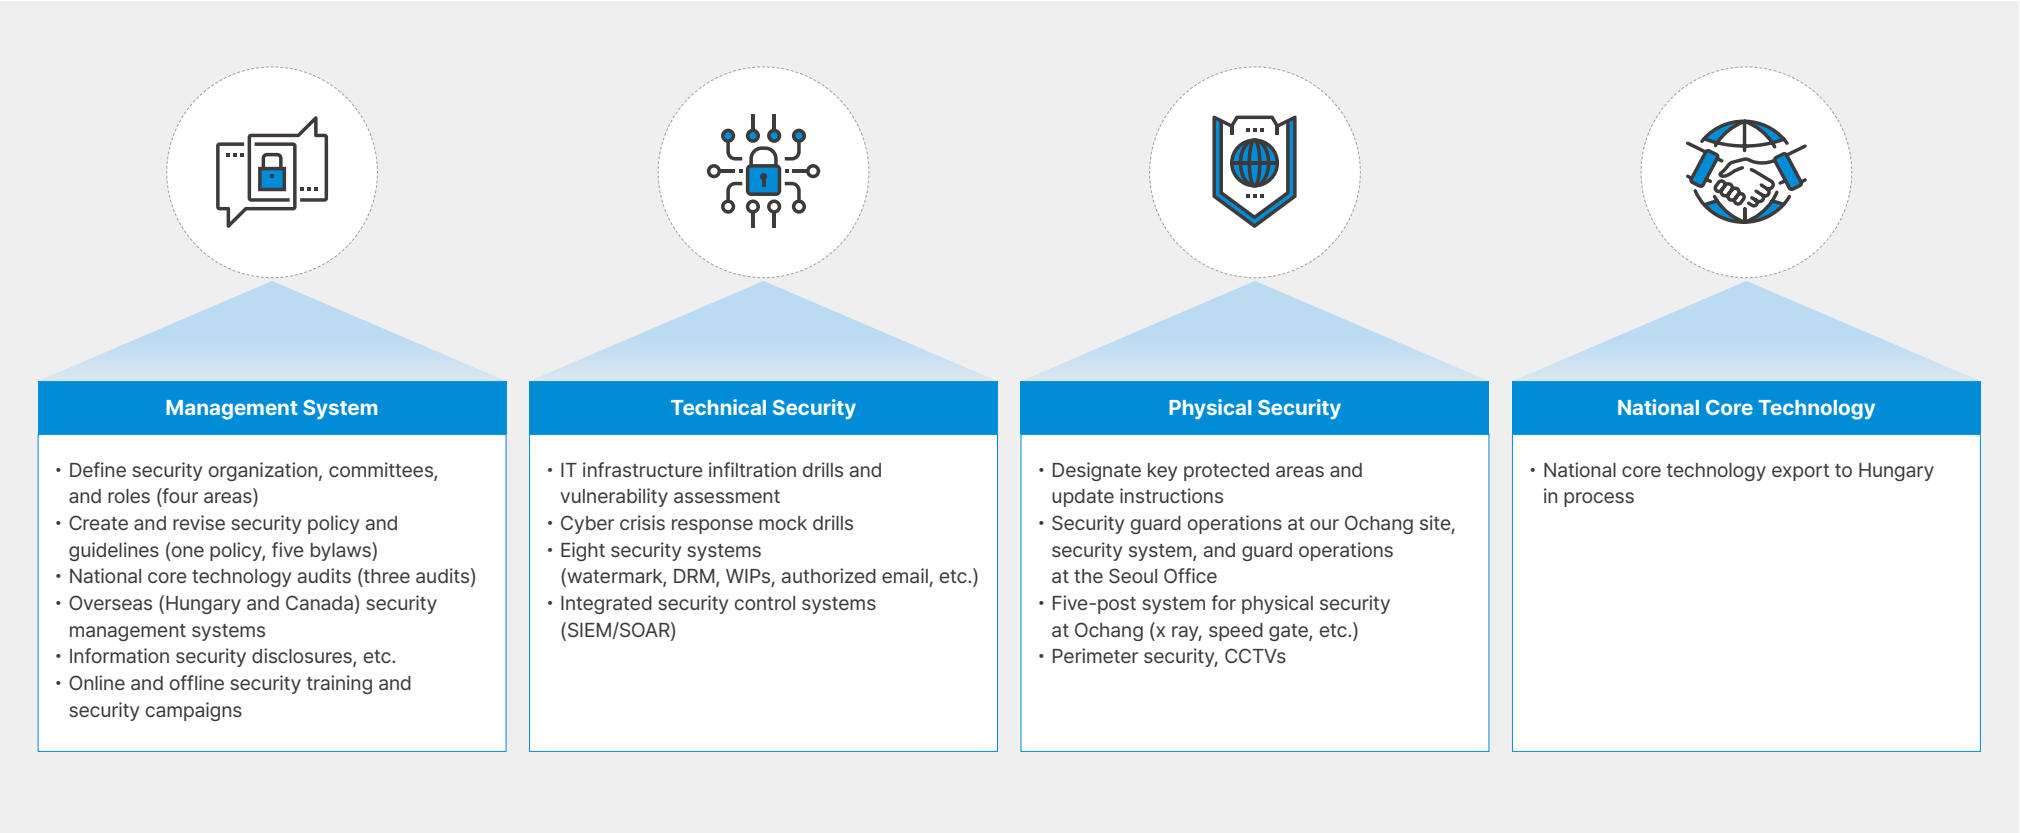 Management System
• Define security organization, committees,
and roles (four areas)
• Create and revise security policy and
guidelines (one policy, five bylaws)
• National core technology audits (three audits)
• Overseas (Hungary and Canada) security
management systems
• Information security disclosures, etc.
• Online and offline security training and
security campaigns
Technical Security
• IT infrastructure infiltration drills and
vulnerability assessment
• Cyber crisis response mock drills
• Eight security systems
(watermark, DRM, WIPs, authorized email, etc.)
• Integrated security control systems
(SIEM/SOAR)
Physical Security
• Designate key protected areas and
update instructions
• Security guard operations at our Ochang site,
security system, and guard operations
at the Seoul Office
• Five-post system for physical security
at Ochang (x ray, speed gate, etc.)
• Perimeter security, CCTVs
National Core Technology
• National core technology export to Hungary
in process